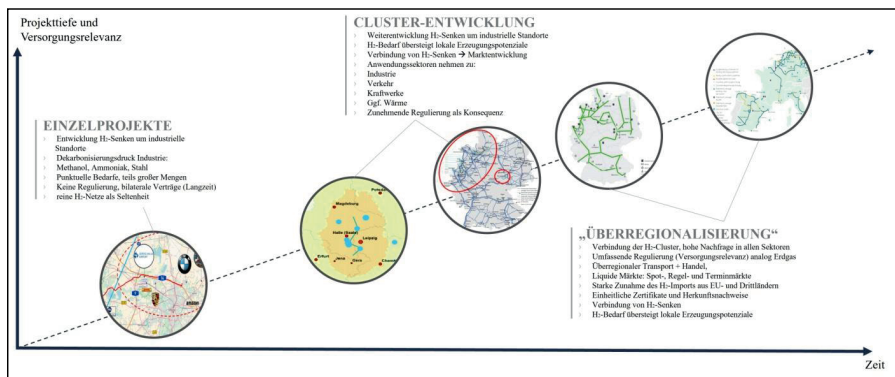 Projekttiefe und
Versorgungsrelevanz
CLUSTER-ENTWICKLUNG
› Weiterentwicklung H₂-Senken um industrielle Standorte
› H₂-Bedarf übersteigt lokale Erzeugungspotenziale
› Verbindung von H₂-Senken → Marktentwicklung
› Anwendungssektoren nehmen zu:
› Industrie
› Verkehr
› Kraftwerke
› Ggf. Wärme
› Zunehmende Regulierung als Konsequenz
EINZELPROJEKTE
› Entwicklung H₂-Senken um industrielle
Standorte
› Dekarbonisierungsdruck Industrie:
› Methanol, Ammoniak, Stahl
› Punktuelle Bedarfe, teils großer Mengen
› Keine Regulierung, bilaterale Verträge (Langzeit)
› reine H₂-Netze als Seltenheit
Magdeburg
Halle (Saale)
Leipzig
Erfurt
Jena
Gera
„ÜBERREGIONALISIERUNG“
› Verbindung der H₂-Cluster, hohe Nachfrage in allen Sektoren
› Umfassende Regulierung (Versorgungsrelevanz) analog Erdgas
› Überregionaler Transport + Handel,
› Liquide Märkte: Spot-, Regel- und Terminmärkte
› Starke Zunahme des H₂-Imports aus EU- und Drittländern
› Einheitliche Zertifikate und Herkunftsnachweise
› Verbindung von H₂-Senken
› H₂-Bedarf übersteigt lokale Erzeugungspotenziale
Zeit